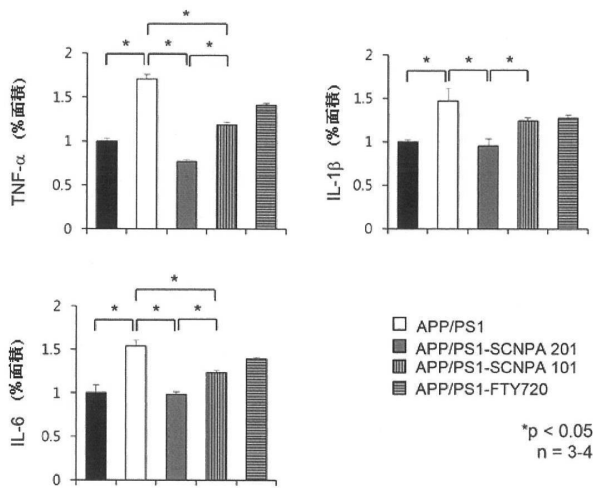 TNF-α (%面積)
2
1.5
1
0.5
0
*
*
*
*
IL-1β (%面積)
2
1.5
1
0.5
0
*
*
*
IL-6 (%面積)
2
1.5
1
0.5
0
*
*
*
*
APP/PS1
APP/PS1-SCNPA 201
APP/PS1-SCNPA 101
APP/PS1-FTY720
*p < 0.05
n = 3-4